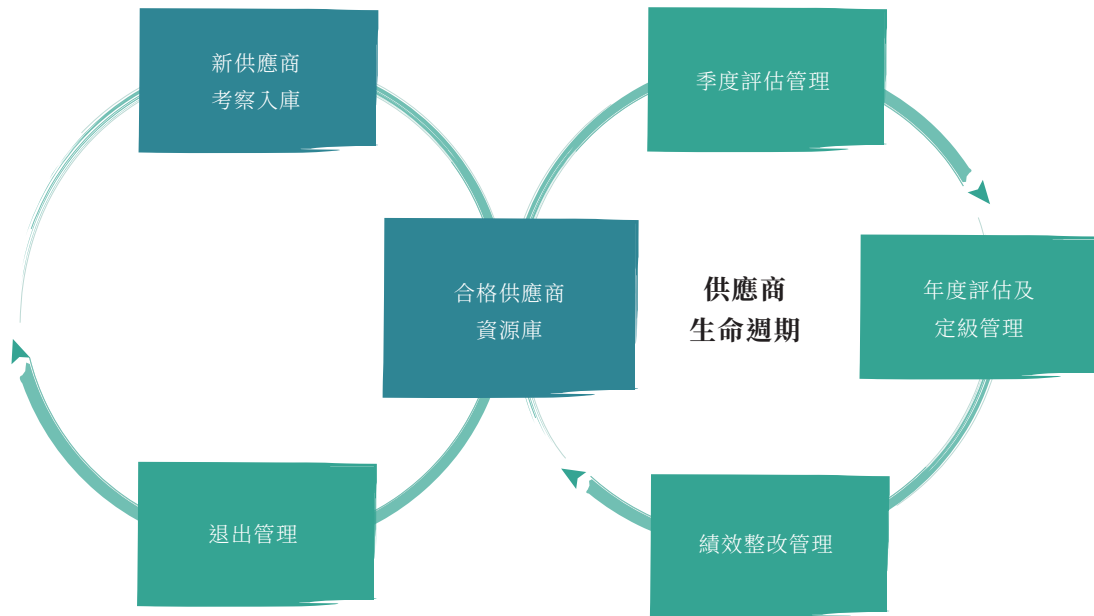 新供應商
考察入庫
季度評估管理
合格供應商
資源庫
供應商
生命週期
年度評估及
定級管理
退出管理
績效整改管理